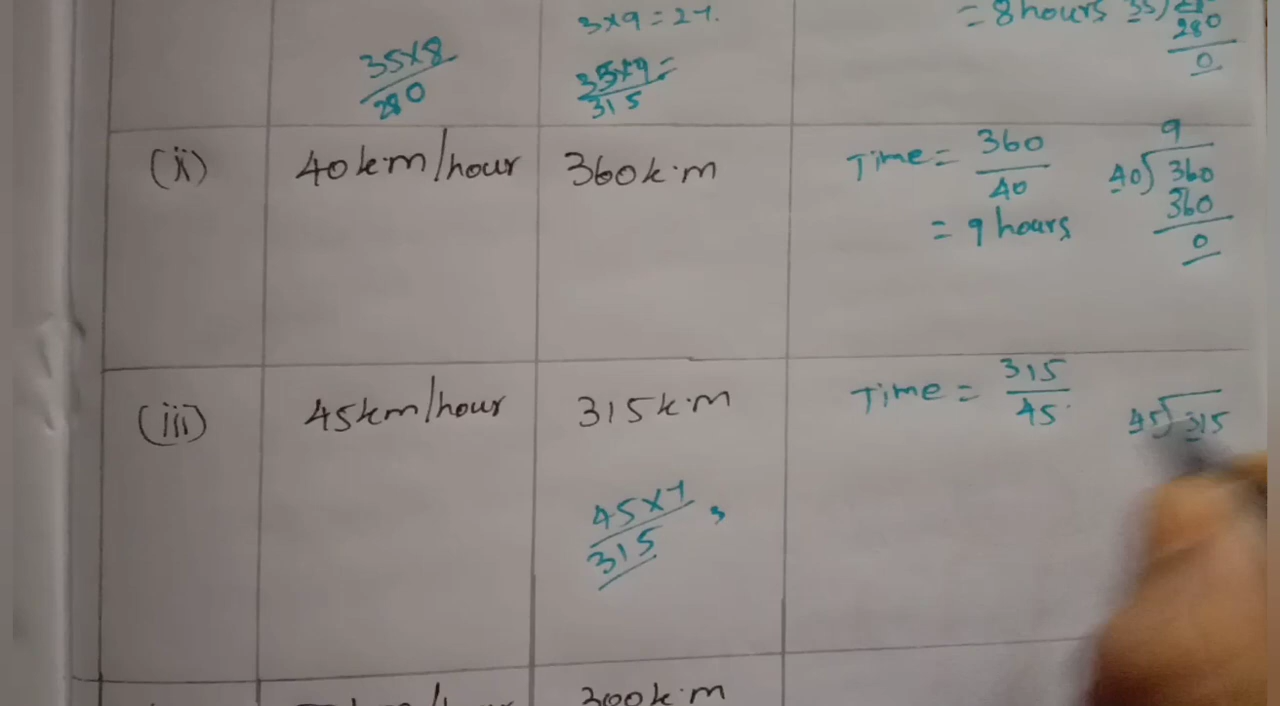 3×9=27.
= 8 hours 35)
280
0
35×8
280
35×9=
315
(ii) 40 km/hour 360 k.m Time = 360/40
9
40)360
360
0
= 9 hours
(iii) 45 km/hour 315 k.m Time = 315/45
45)315
45×7
315
300 k.m